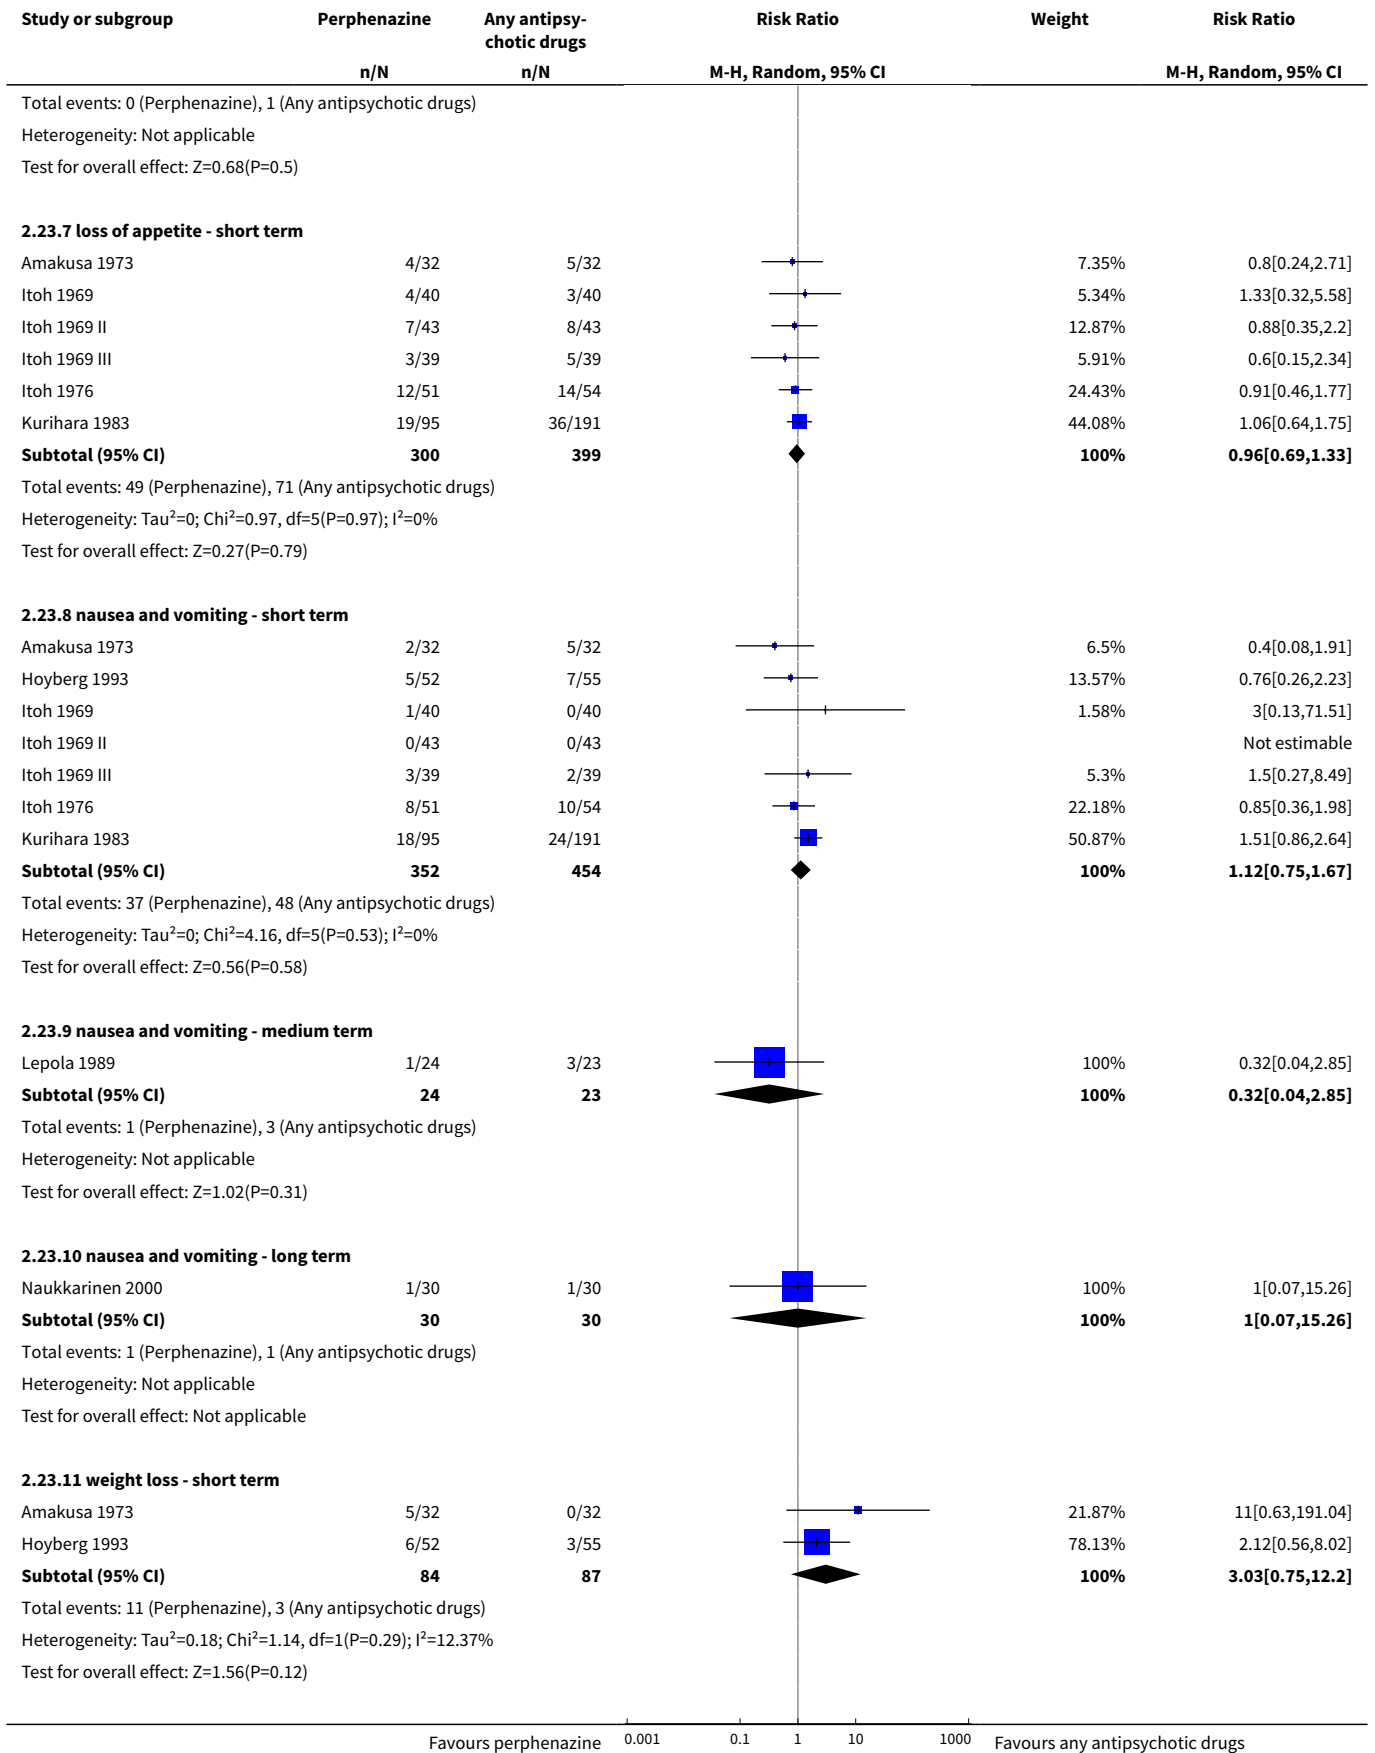 Study or subgroup Perphenazine Any antipsy- Risk Ratio Weight Risk Ratio
chotic drugs
n/N n/N M-H, Random, 95% CI M-H, Random, 95% CI
Total events: 0 (Perphenazine), 1 (Any antipsychotic drugs)
Heterogeneity: Not applicable
Test for overall effect: Z=0.68(P=0.5)
2.23.7 loss of appetite - short term
Amakusa 1973 4/32 5/32 7.35% 0.8[0.24,2.71]
Itoh 1969 4/40 3/40 5.34% 1.33[0.32,5.58]
Itoh 1969 II 7/43 8/43 12.87% 0.88[0.35,2.2]
Itoh 1969 III 3/39 5/39 5.91% 0.6[0.15,2.34]
Itoh 1976 12/51 14/54 24.43% 0.91[0.46,1.77]
Kurihara 1983 19/95 36/191 44.08% 1.06[0.64,1.75]
Subtotal (95% CI) 300 399 100% 0.96[0.69,1.33]
Total events: 49 (Perphenazine), 71 (Any antipsychotic drugs)
Heterogeneity: Tau²=0; Chi²=0.97, df=5(P=0.97); I²=0%
Test for overall effect: Z=0.27(P=0.79)
2.23.8 nausea and vomiting - short term
Amakusa 1973 2/32 5/32 6.5% 0.4[0.08,1.91]
Hoyberg 1993 5/52 7/55 13.57% 0.76[0.26,2.23]
Itoh 1969 1/40 0/40 1.58% 3[0.13,71.51]
Itoh 1969 II 0/43 0/43 Not estimable
Itoh 1969 III 3/39 2/39 5.3% 1.5[0.27,8.49]
Itoh 1976 8/51 10/54 22.18% 0.85[0.36,1.98]
Kurihara 1983 18/95 24/191 50.87% 1.51[0.86,2.64]
Subtotal (95% CI) 352 454 100% 1.12[0.75,1.67]
Total events: 37 (Perphenazine), 48 (Any antipsychotic drugs)
Heterogeneity: Tau²=0; Chi²=4.16, df=5(P=0.53); I²=0%
Test for overall effect: Z=0.56(P=0.58)
2.23.9 nausea and vomiting - medium term
Lepola 1989 1/24 3/23 100% 0.32[0.04,2.85]
Subtotal (95% CI) 24 23 100% 0.32[0.04,2.85]
Total events: 1 (Perphenazine), 3 (Any antipsychotic drugs)
Heterogeneity: Not applicable
Test for overall effect: Z=1.02(P=0.31)
2.23.10 nausea and vomiting - long term
Naukkarinen 2000 1/30 1/30 100% 1[0.07,15.26]
Subtotal (95% CI) 30 30 100% 1[0.07,15.26]
Total events: 1 (Perphenazine), 1 (Any antipsychotic drugs)
Heterogeneity: Not applicable
Test for overall effect: Not applicable
2.23.11 weight loss - short term
Amakusa 1973 5/32 0/32 21.87% 11[0.63,191.04]
Hoyberg 1993 6/52 3/55 78.13% 2.12[0.56,8.02]
Subtotal (95% CI) 84 87 100% 3.03[0.75,12.2]
Total events: 11 (Perphenazine), 3 (Any antipsychotic drugs)
Heterogeneity: Tau²=0.18; Chi²=1.14, df=1(P=0.29); I²=12.37%
Test for overall effect: Z=1.56(P=0.12)
Favours perphenazine 0.001 0.1 1 10 1000 Favours any antipsychotic drugs